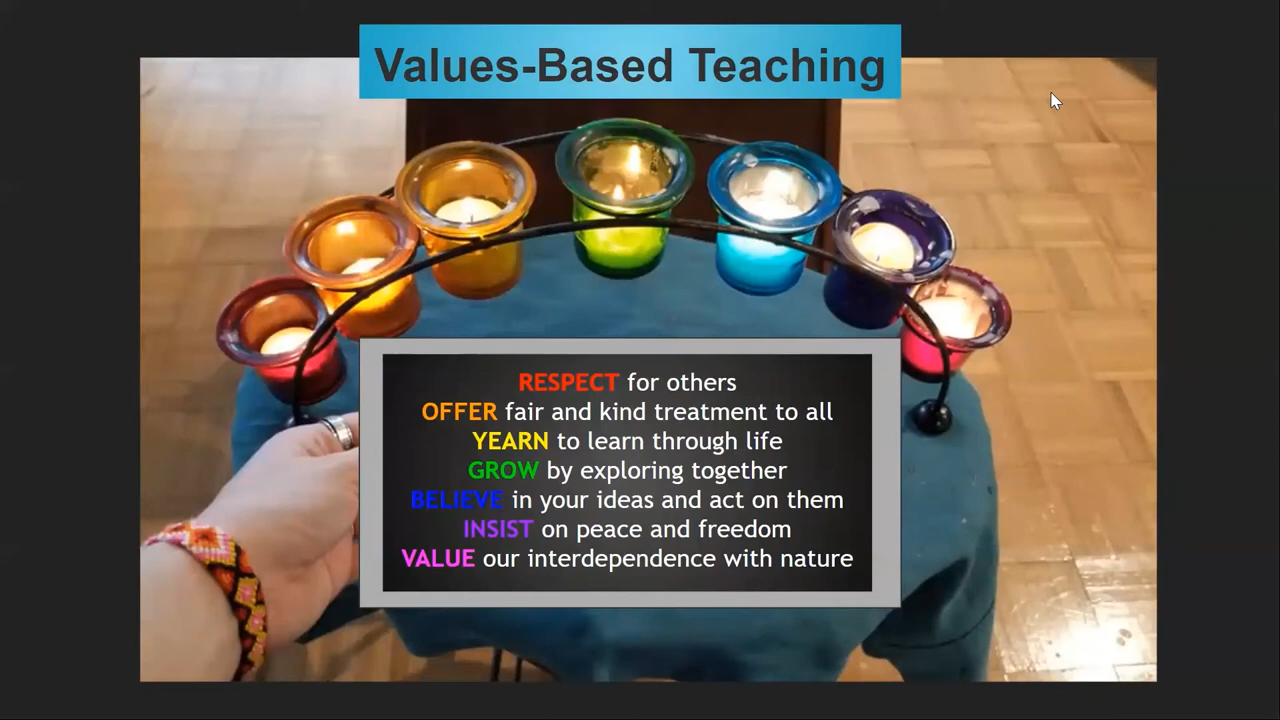 Values-Based Teaching
RESPECT for others
OFFER fair and kind treatment to all
YEARN to learn through life
GROW by exploring together
BELIEVE in your ideas and act on them
INSIST on peace and freedom
VALUE our interdependence with nature